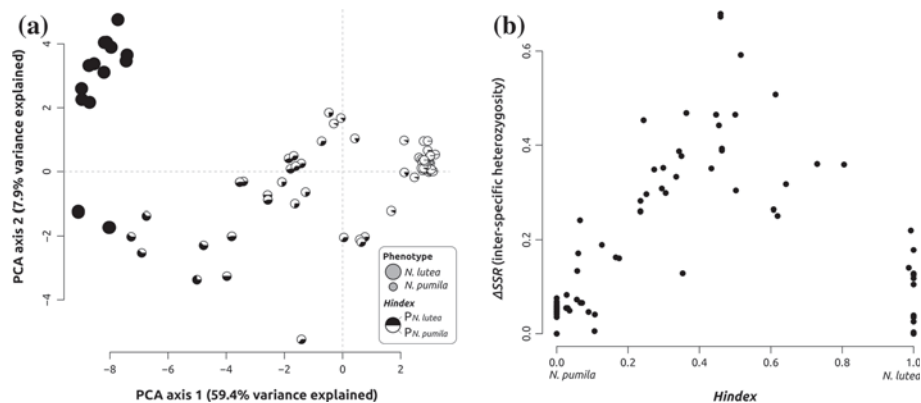 (a)
PCA axis 2 (7.9% variance explained)
4
2
0
−2
−4
−8
−6
−4
−2
0
2
PCA axis 1 (59.4% variance explained)
Phenotype
N. lutea
N. pumila
Hindex
P N. lutea
P N. pumila
(b)
ΔSSR (inter-specific heterozygosity)
0.6
0.4
0.2
0.0
0.0
0.2
0.4
0.6
0.8
1.0
N. pumila
N. lutea
Hindex